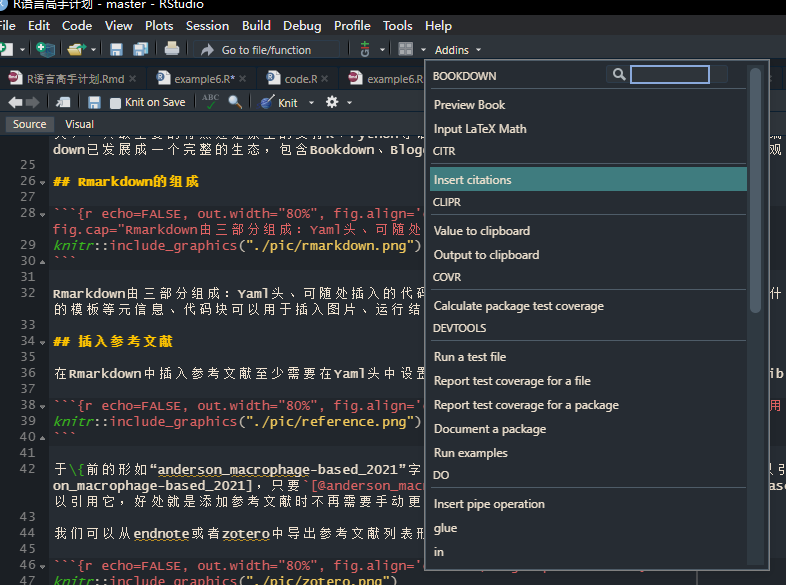 R语言高手计划 - master - RStudio
File Edit Code View Plots Session Build Debug Profile Tools Help
Go to file/function
Addins
R语言高手计划.Rmd
example6.R*
code.R
example6.R
Knit on Save
ABC
Knit
Source
Visual
down已发展成一个完整的生态，包含Bookdown、Blog
观
25
26 ## Rmarkdown的组成
27
28 ```{r echo=FALSE, out.width="80%", fig.align='
fig.cap="Rmarkdown由三部分组成：Yaml头、可随处
29 knitr::include_graphics("./pic/rmarkdown.png")
30 ```
31
32 Rmarkdown由三部分组成：Yaml头、可随处插入的代码
什
的模板等元信息、代码块可以用于插入图片、运行结
33
34 ## 插入参考文献
35
36 在Rmarkdown中插入参考文献至少需要在Yaml头中设置
ib
37
38 ```{r echo=FALSE, out.width="80%", fig.align='
用
39 knitr::include_graphics("./pic/reference.png")
40 ```
41
42 于\{前的形如“anderson_macrophage-based_2021”字
以引
on_macrophage-based_2021]，只要`[@anderson_mac
ase
以引用它，好处就是添加参考文献时不再需要手动更
43
44 我们可以从endnote或者zotero中导出参考文献列表形
45
46 ```{r echo=FALSE, out.width="80%", fig.align='
47 knitr::include_graphics("./pic/zotero.png")
BOOKDOWN
Preview Book
Input LaTeX Math
CITR
Insert citations
CLIPR
Value to clipboard
Output to clipboard
COVR
Calculate package test coverage
DEVTOOLS
Run a test file
Report test coverage for a file
Report test coverage for a package
Document a package
Run examples
DO
Insert pipe operation
glue
in